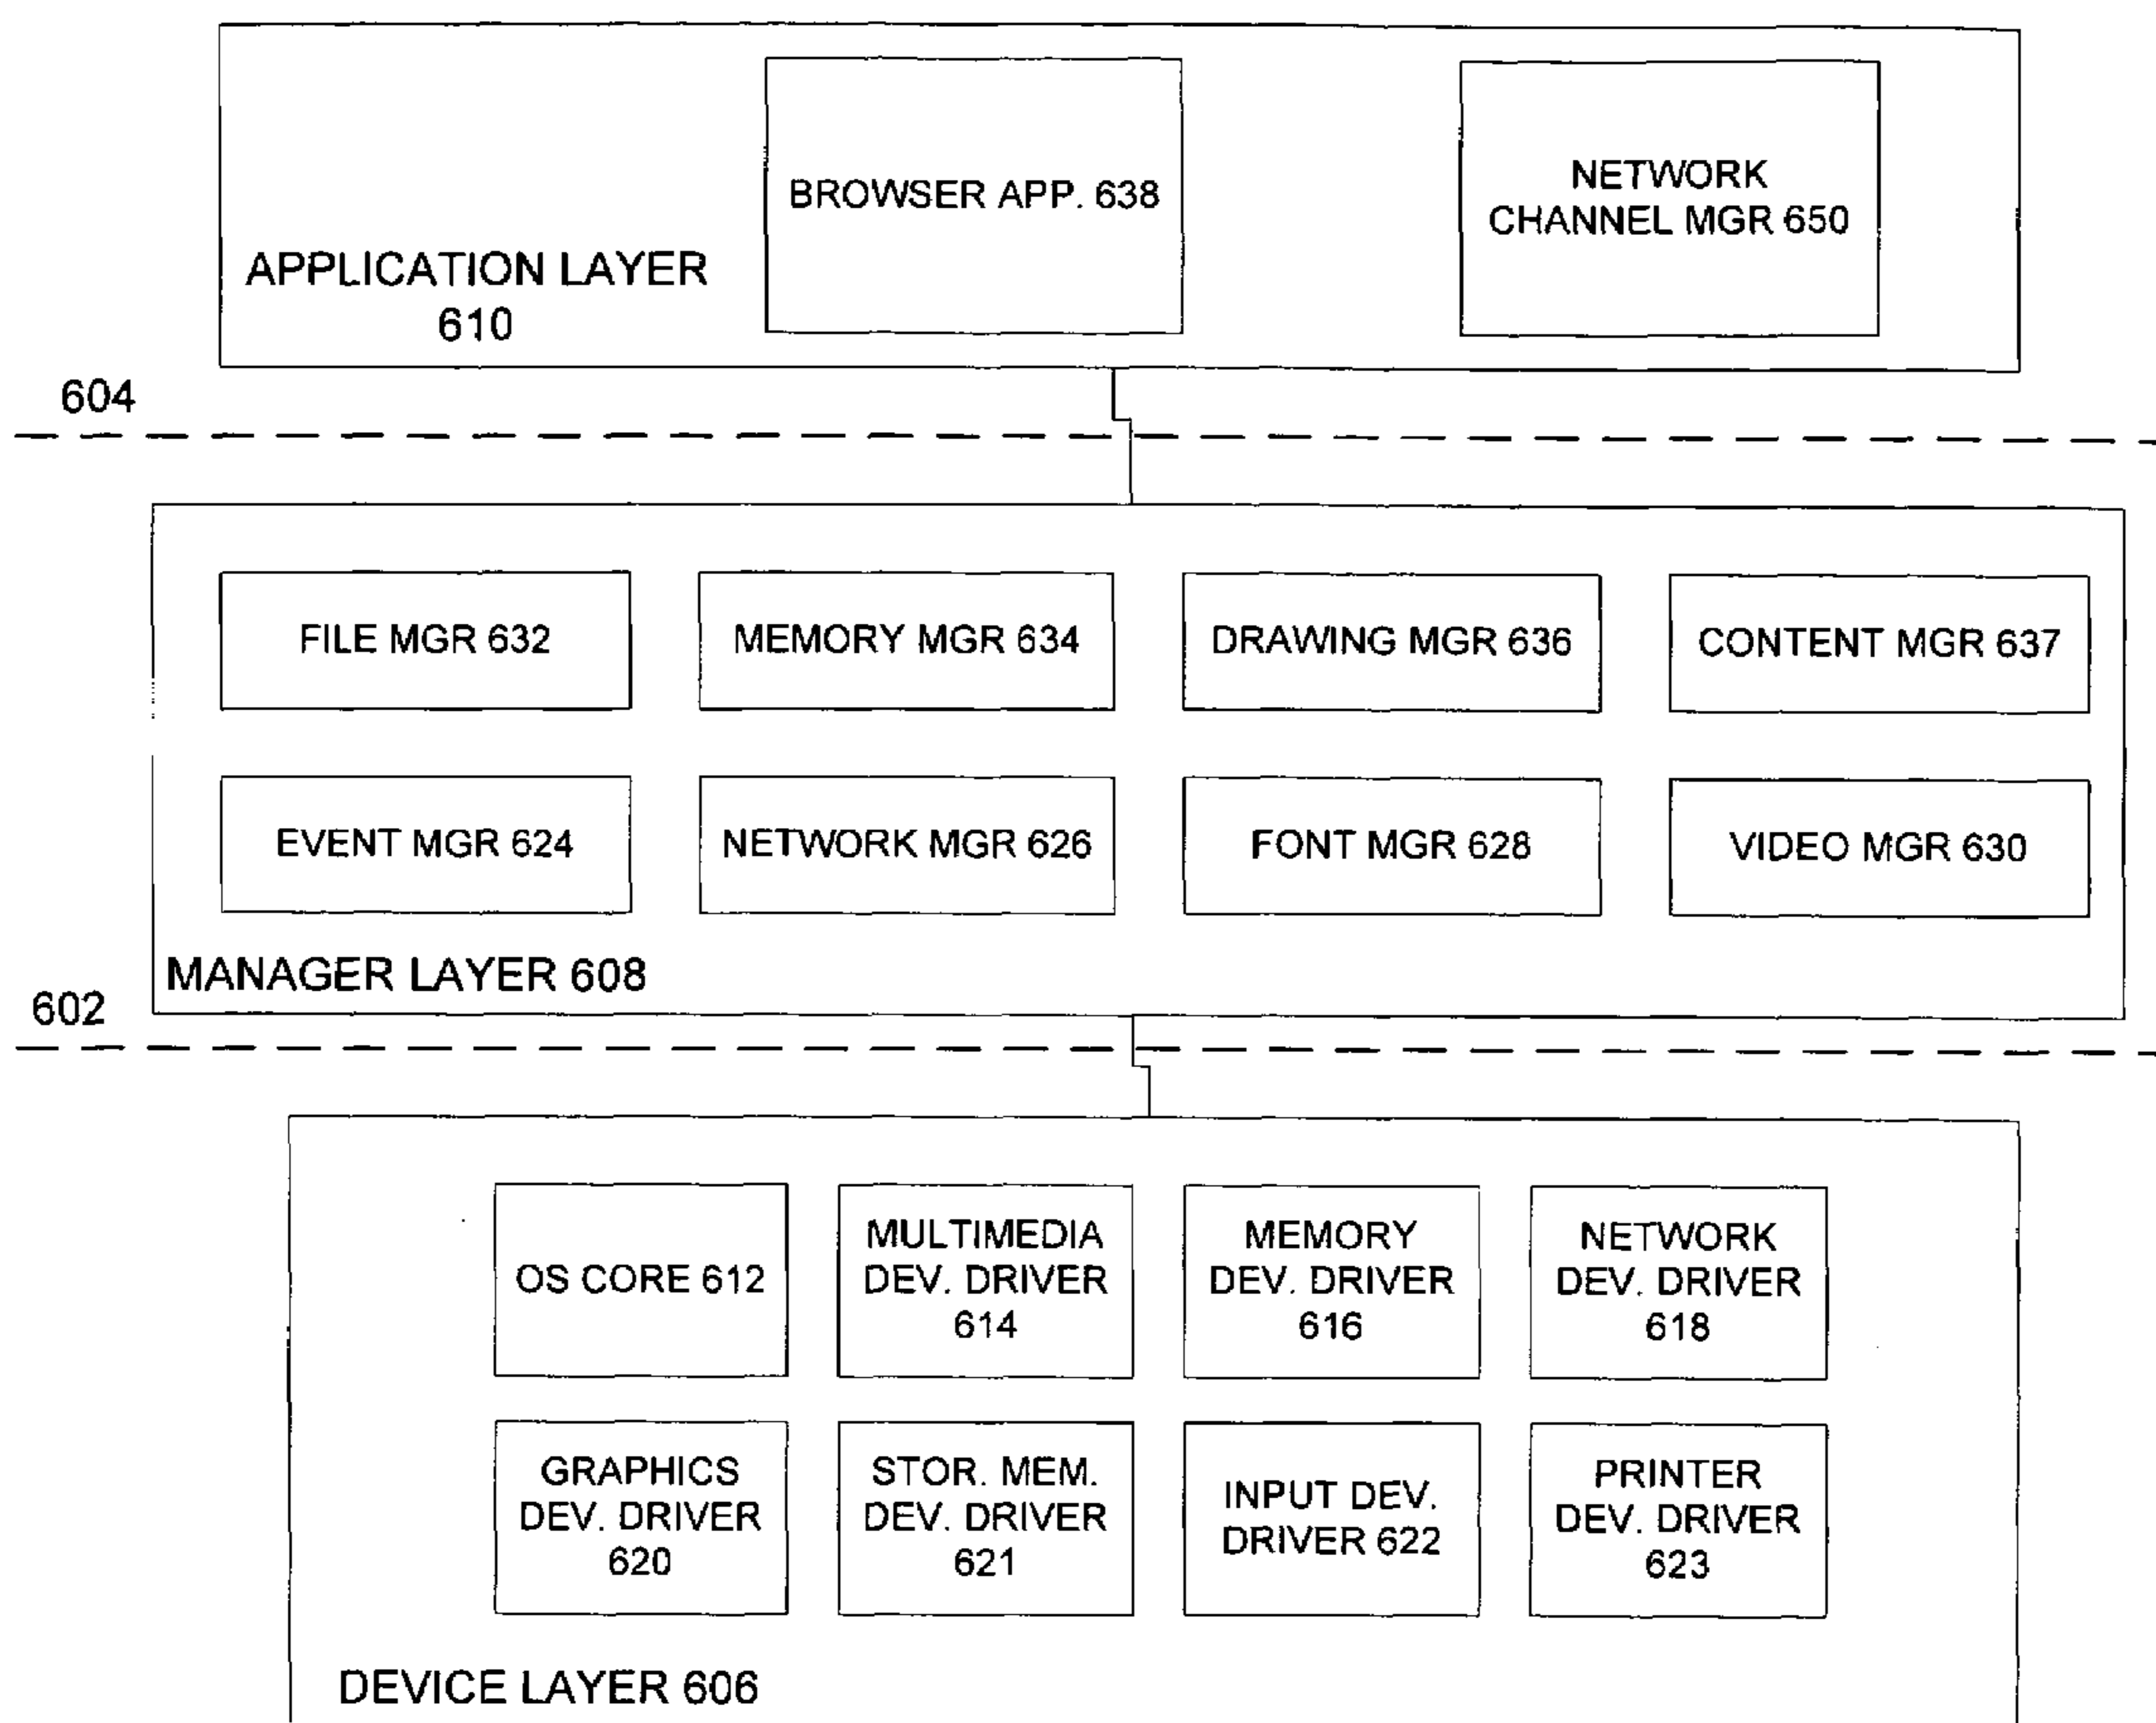 BROWSER APP. 638
NETWORK
CHANNEL MGR 650
APPLICATION LAYER
610
604
FILE MGR 632
MEMORY MGR 634
DRAWING MGR 636
CONTENT MGR 637
EVENT MGR 624
NETWORK MGR 626
FONT MGR 628
VIDEO MGR 630
MANAGER LAYER 608
602
OS CORE 612
MULTIMEDIA
DEV. DRIVER
614
MEMORY
DEV. DRIVER
616
NETWORK
DEV. DRIVER
618
GRAPHICS
DEV. DRIVER
620
STOR. MEM.
DEV. DRIVER
621
INPUT DEV.
DRIVER 622
PRINTER
DEV. DRIVER
623
DEVICE LAYER 606